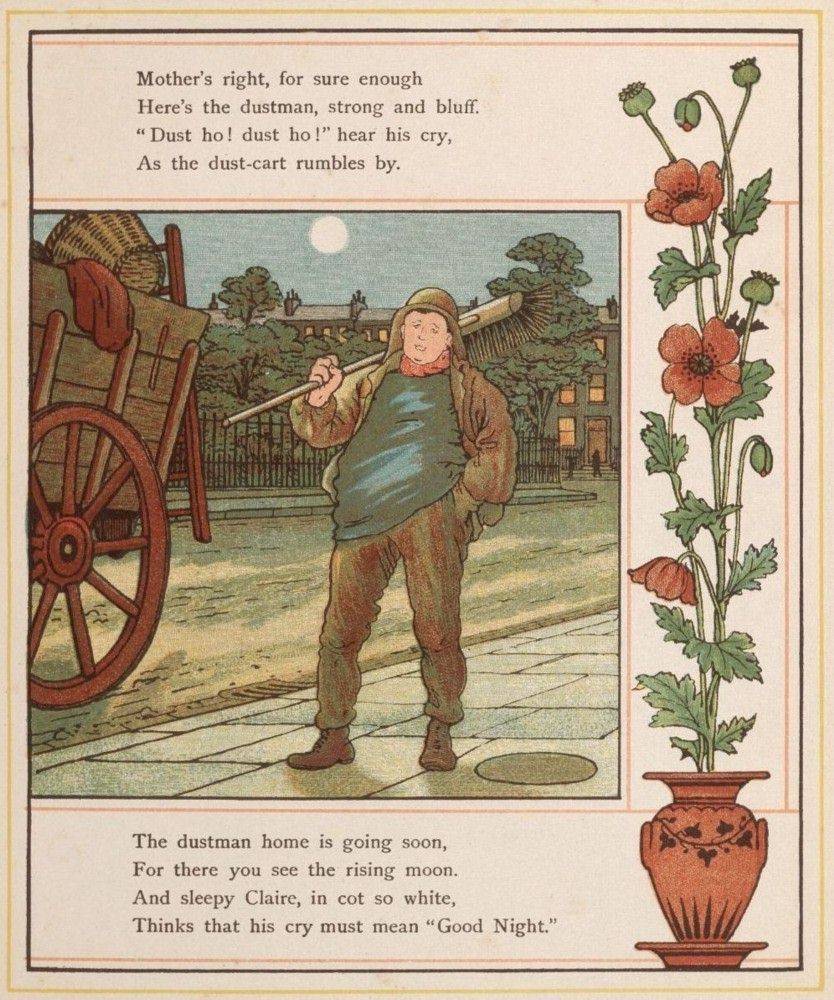 Mother's right, for sure enough
Here's the dustman, strong and bluff.
"Dust ho! dust ho!" hear his cry,
As the dust-cart rumbles by.
The dustman home is going soon,
For there you see the rising moon.
And sleepy Claire, in cot so white,
Thinks that his cry must mean "Good Night."